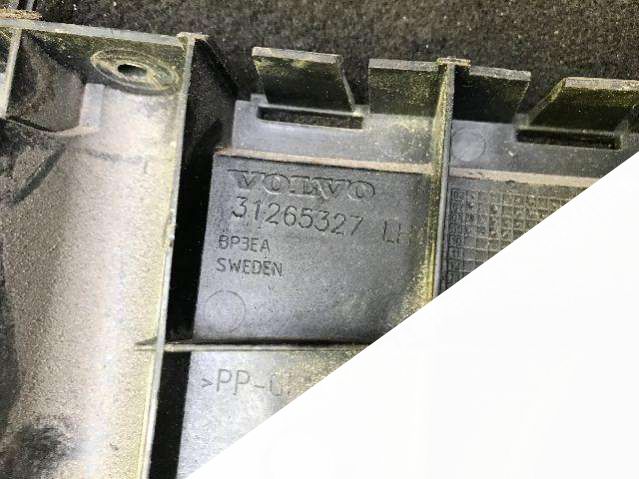 VOLVO
31265327 LH
BP3EA
SWEDEN
>PP-